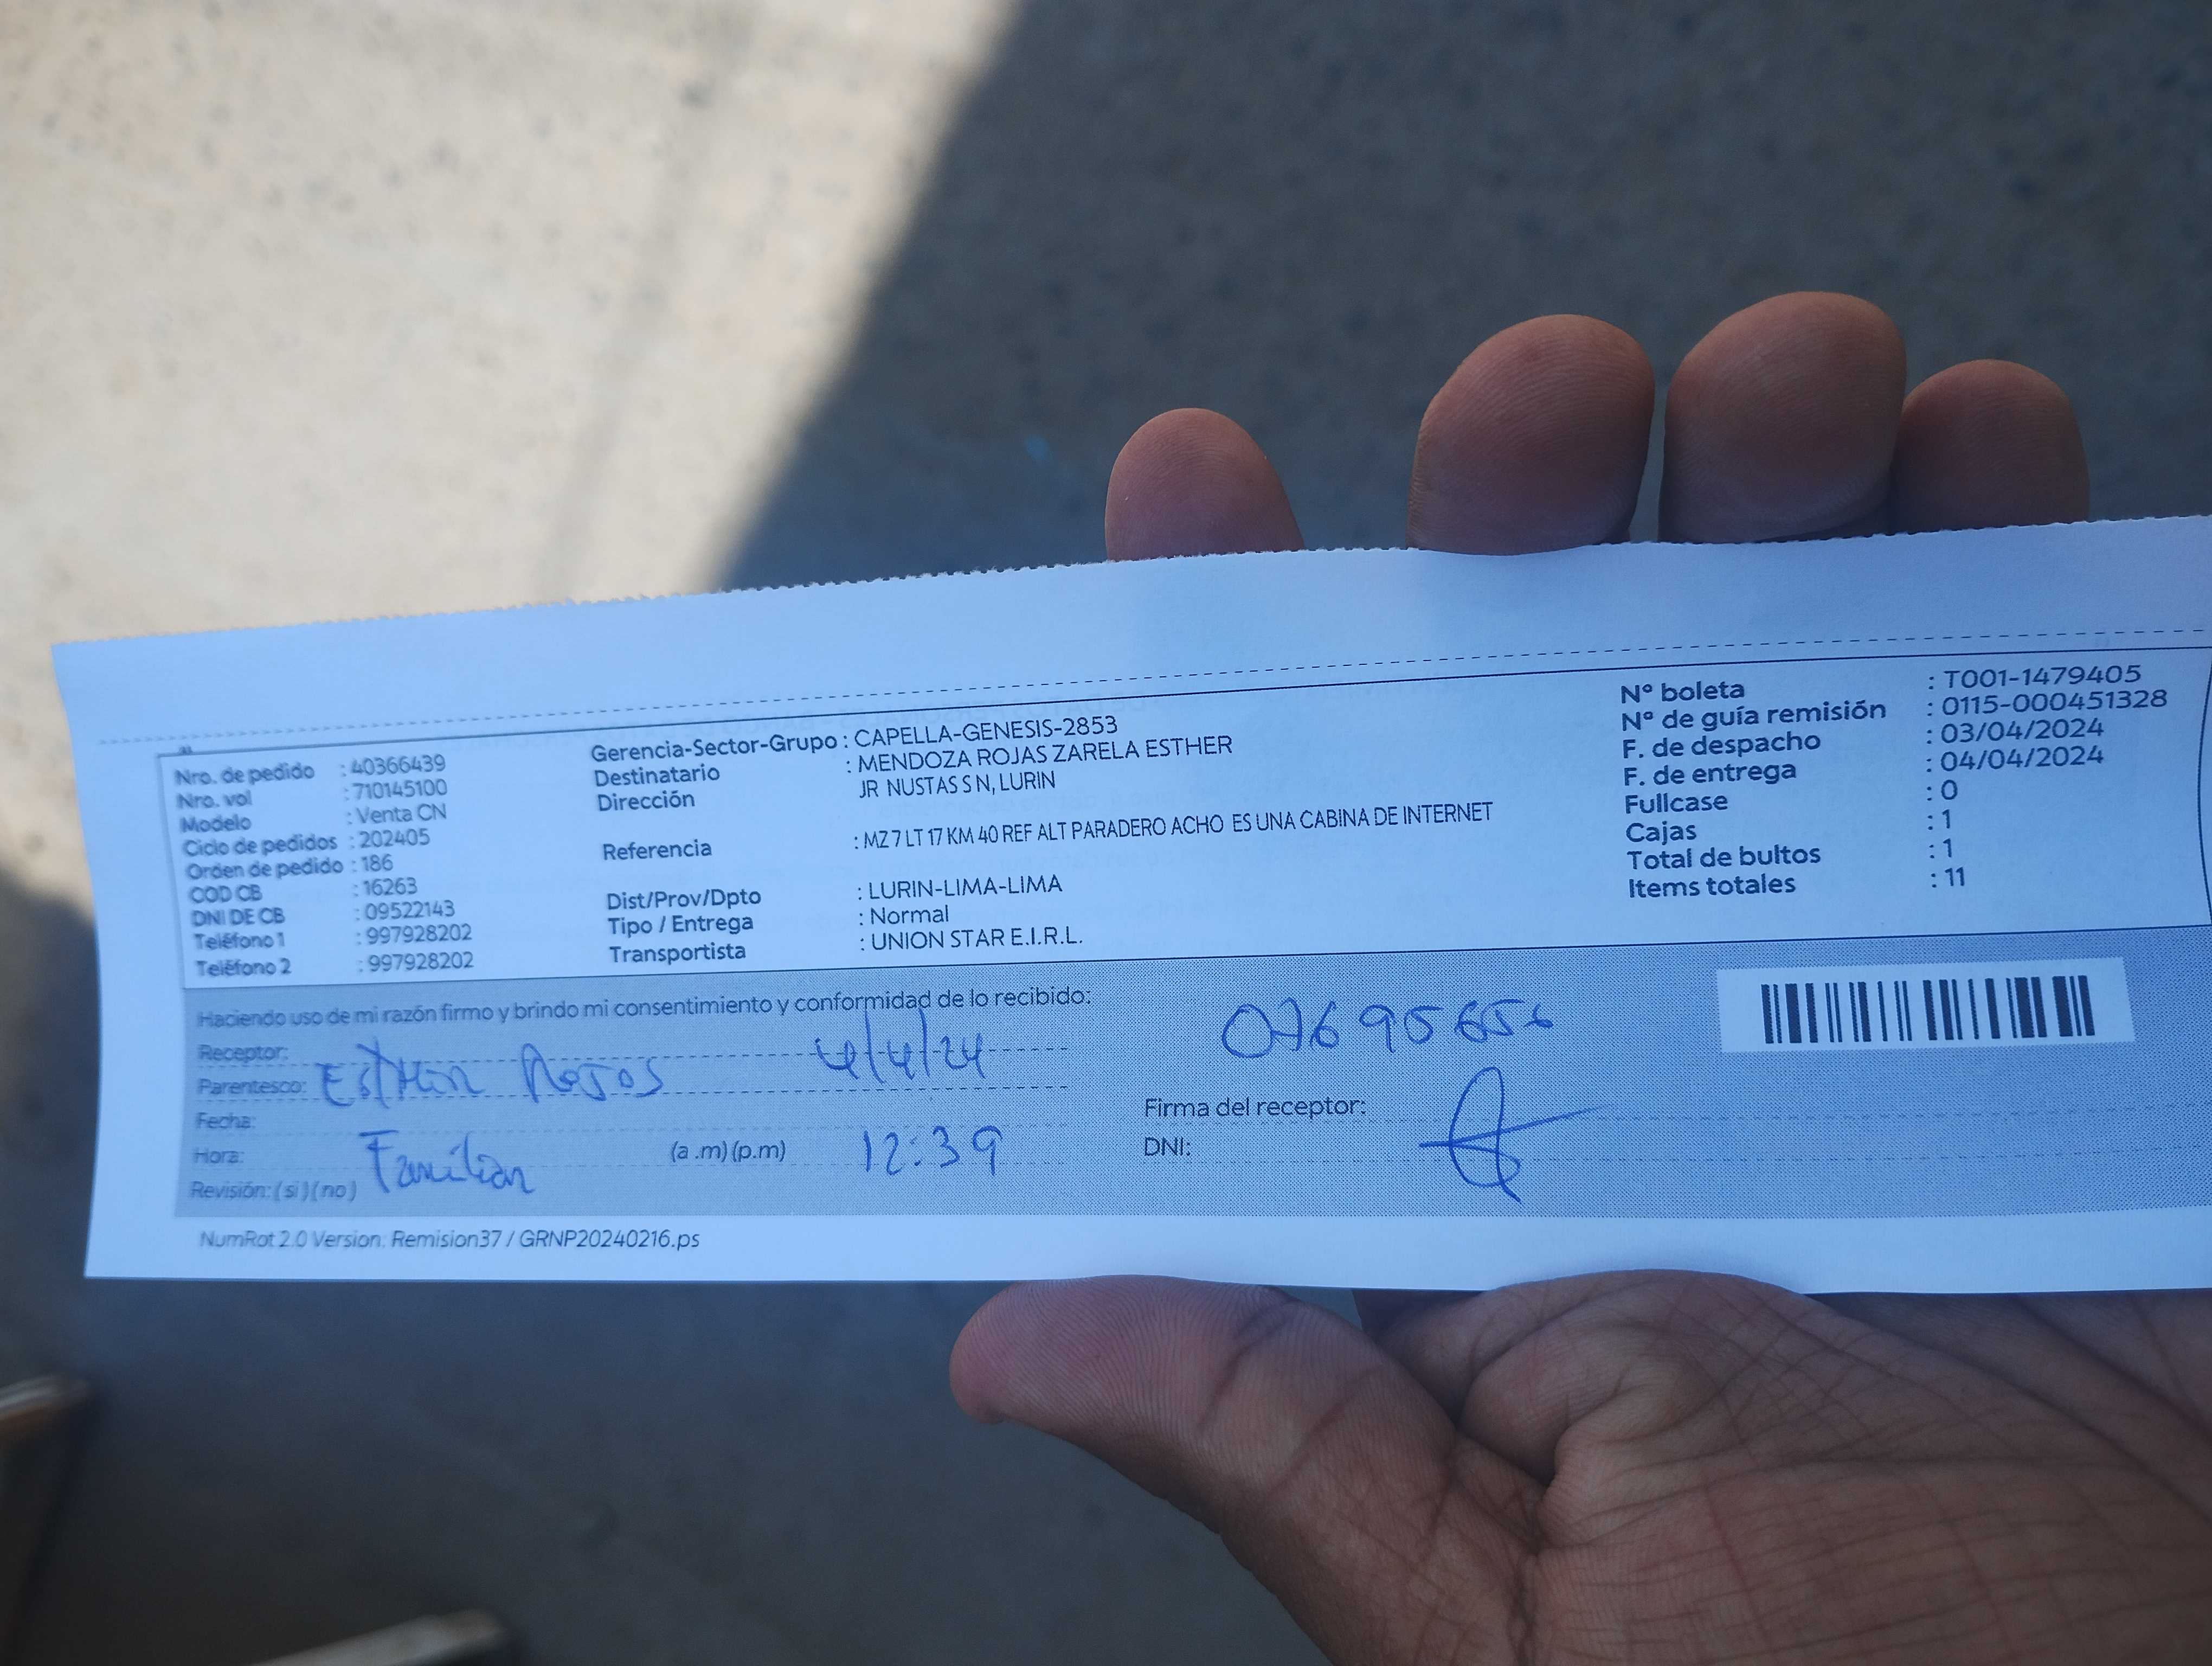 Nro. de pedido : 40366439
Nro. vol : 710145100
Modelo : Venta CN
Ciclo de pedidos : 202405
Orden de pedido : 186
COD CB : 16263
DNI DE CB : 09522143
Teléfono 1 : 997928202
Teléfono 2 : 997928202
Gerencia-Sector-Grupo : CAPELLA-GENESIS-2853
Destinatario : MENDOZA ROJAS ZARELA ESTHER
Dirección JR NUSTAS S N, LURIN
Referencia : MZ 7 LT 17 KM 40 REF ALT PARADERO ACHO ES UNA CABINA DE INTERNET
Dist/Prov/Dpto : LURIN-LIMA-LIMA
Tipo / Entrega : Normal
Transportista : UNION STAR E.I.R.L.
Nº boleta : T001-1479405
Nº de guía remisión : 0115-000451328
F. de despacho : 03/04/2024
F. de entrega : 04/04/2024
Fullcase : 0
Cajas : 1
Total de bultos : 1
Items totales : 11
Haciendo uso de mi razón firmo y brindo mi consentimiento y conformidad de lo recibido:
Receptor: 4/4/24
Parentesco: Rojas
Fecha:
Hora: Familiar (a .m) (p.m) 12:39
Revisión: ( si ) ( no )
07695656
Firma del receptor:
DNI:
NumRot 2.0 Version: Remision37 / GRNP20240216.ps